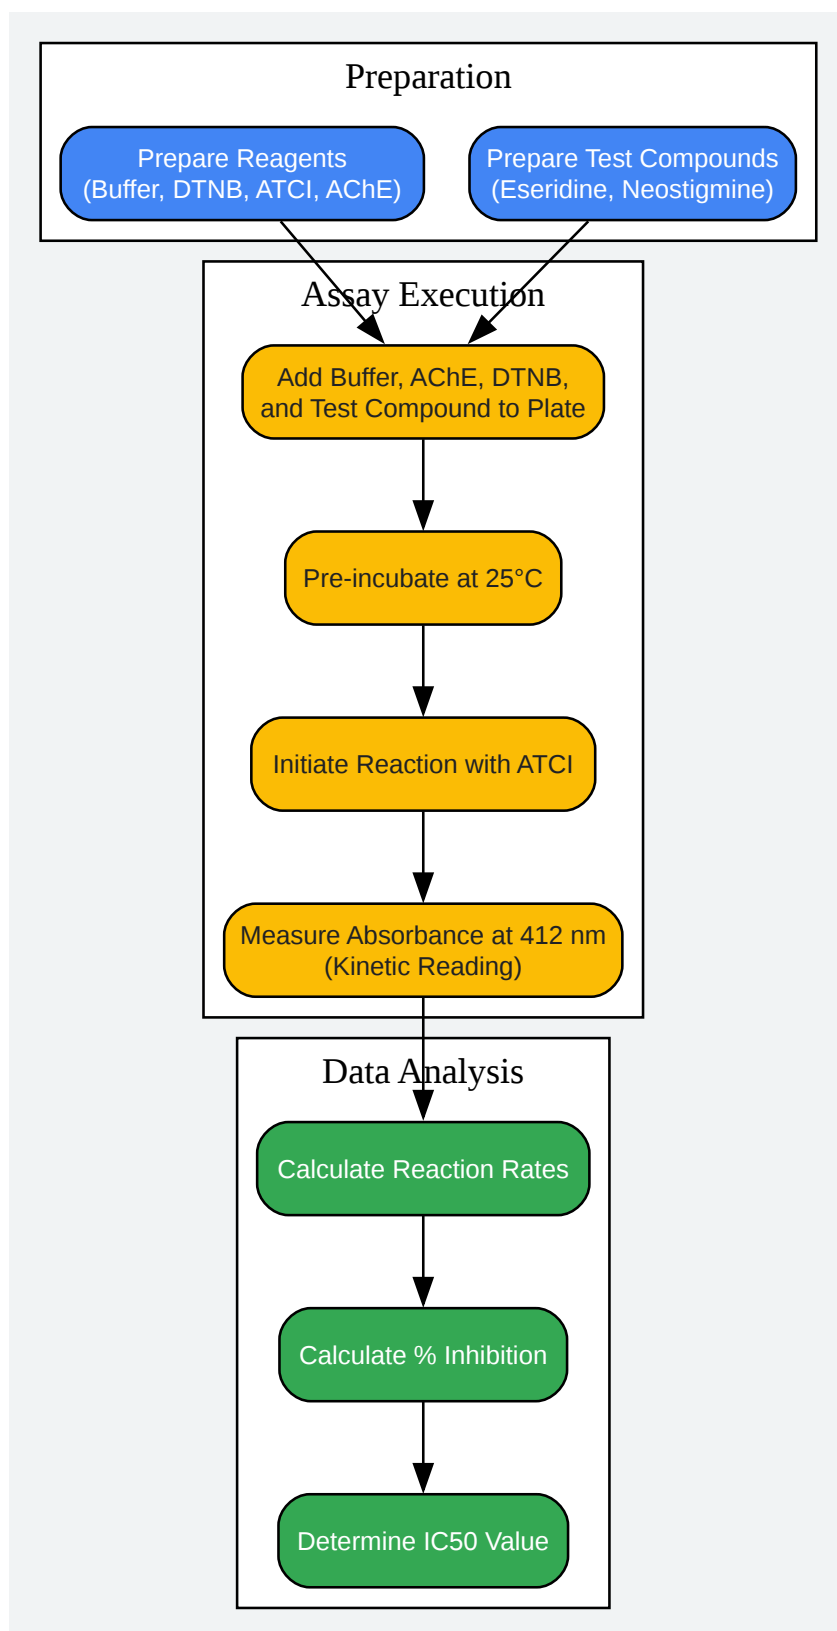 Preparation
Prepare Reagents
(Buffer, DTNB, ATCI, AChE)
Prepare Test Compounds
(Eseridine, Neostigmine)
Assay Execution
Add Buffer, AChE, DTNB,
and Test Compound to Plate
Pre-incubate at 25°C
Initiate Reaction with ATCI
Measure Absorbance at 412 nm
(Kinetic Reading)
Data Analysis
Calculate Reaction Rates
Calculate % Inhibition
Determine IC50 Value